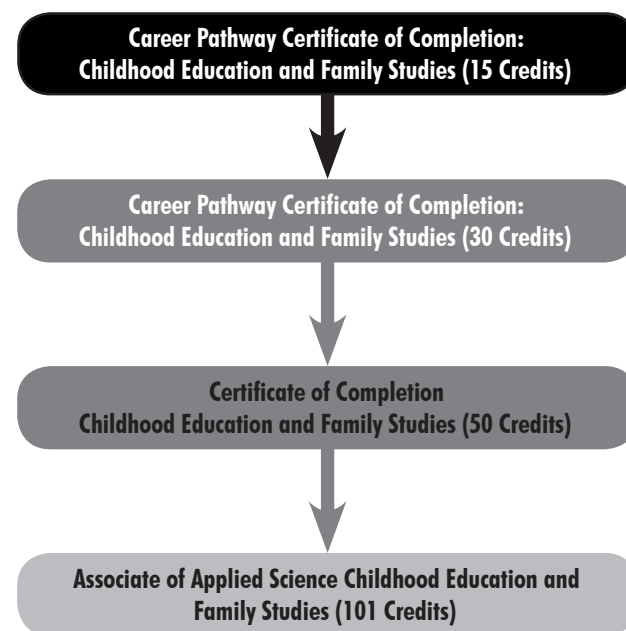 Career Pathway Certificate of Completion:
Childhood Education and Family Studies (15 Credits)
Career Pathway Certificate of Completion:
Childhood Education and Family Studies (30 Credits)
Certificate of Completion
Childhood Education and Family Studies (50 Credits)
Associate of Applied Science Childhood Education and
Family Studies (101 Credits)